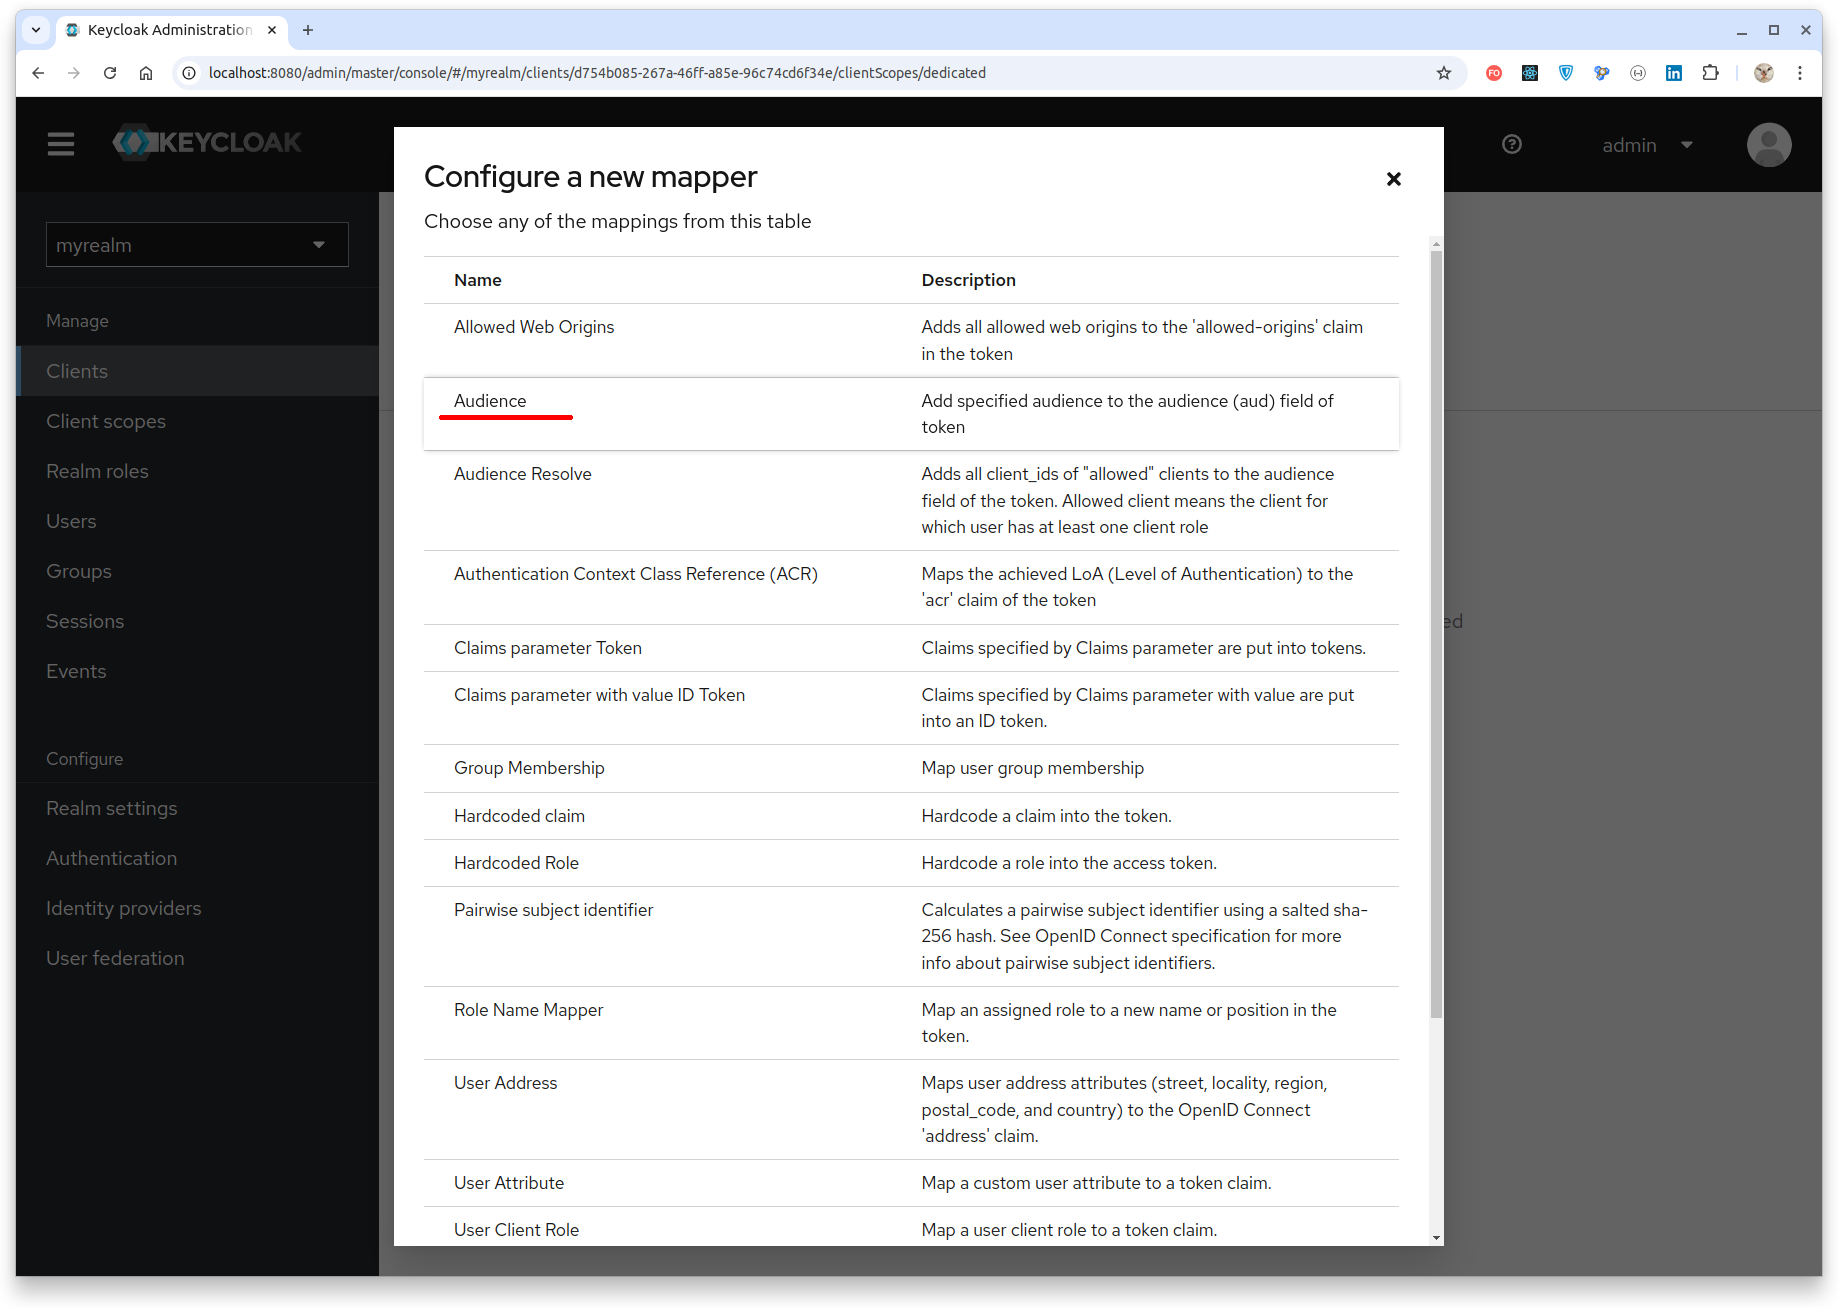 Keycloak Administration
localhost:8080/admin/master/console/#/myrealm/clients/d754b085-267a-46ff-a85e-96c74cd6f34e/clientScopes/dedicated
FO
in
KEYCLOAK
admin
myrealm
Manage
Clients
Client scopes
Realm roles
Users
Groups
Sessions
Events
Configure
Realm settings
Authentication
Identity providers
User federation
Configure a new mapper
Choose any of the mappings from this table
Name Description
Allowed Web Origins Adds all allowed web origins to the 'allowed-origins' claim
in the token
Audience Add specified audience to the audience (aud) field of
token
Audience Resolve Adds all client_ids of "allowed" clients to the audience
field of the token. Allowed client means the client for
which user has at least one client role
Authentication Context Class Reference (ACR) Maps the achieved LoA (Level of Authentication) to the
'acr' claim of the token
Claims parameter Token Claims specified by Claims parameter are put into tokens.
Claims parameter with value ID Token Claims specified by Claims parameter with value are put
into an ID token.
Group Membership Map user group membership
Hardcoded claim Hardcode a claim into the token.
Hardcoded Role Hardcode a role into the access token.
Pairwise subject identifier Calculates a pairwise subject identifier using a salted sha-
256 hash. See OpenID Connect specification for more
info about pairwise subject identifiers.
Role Name Mapper Map an assigned role to a new name or position in the
token.
User Address Maps user address attributes (street, locality, region,
postal_code, and country) to the OpenID Connect
'address' claim.
User Attribute Map a custom user attribute to a token claim.
User Client Role Map a user client role to a token claim.
ed